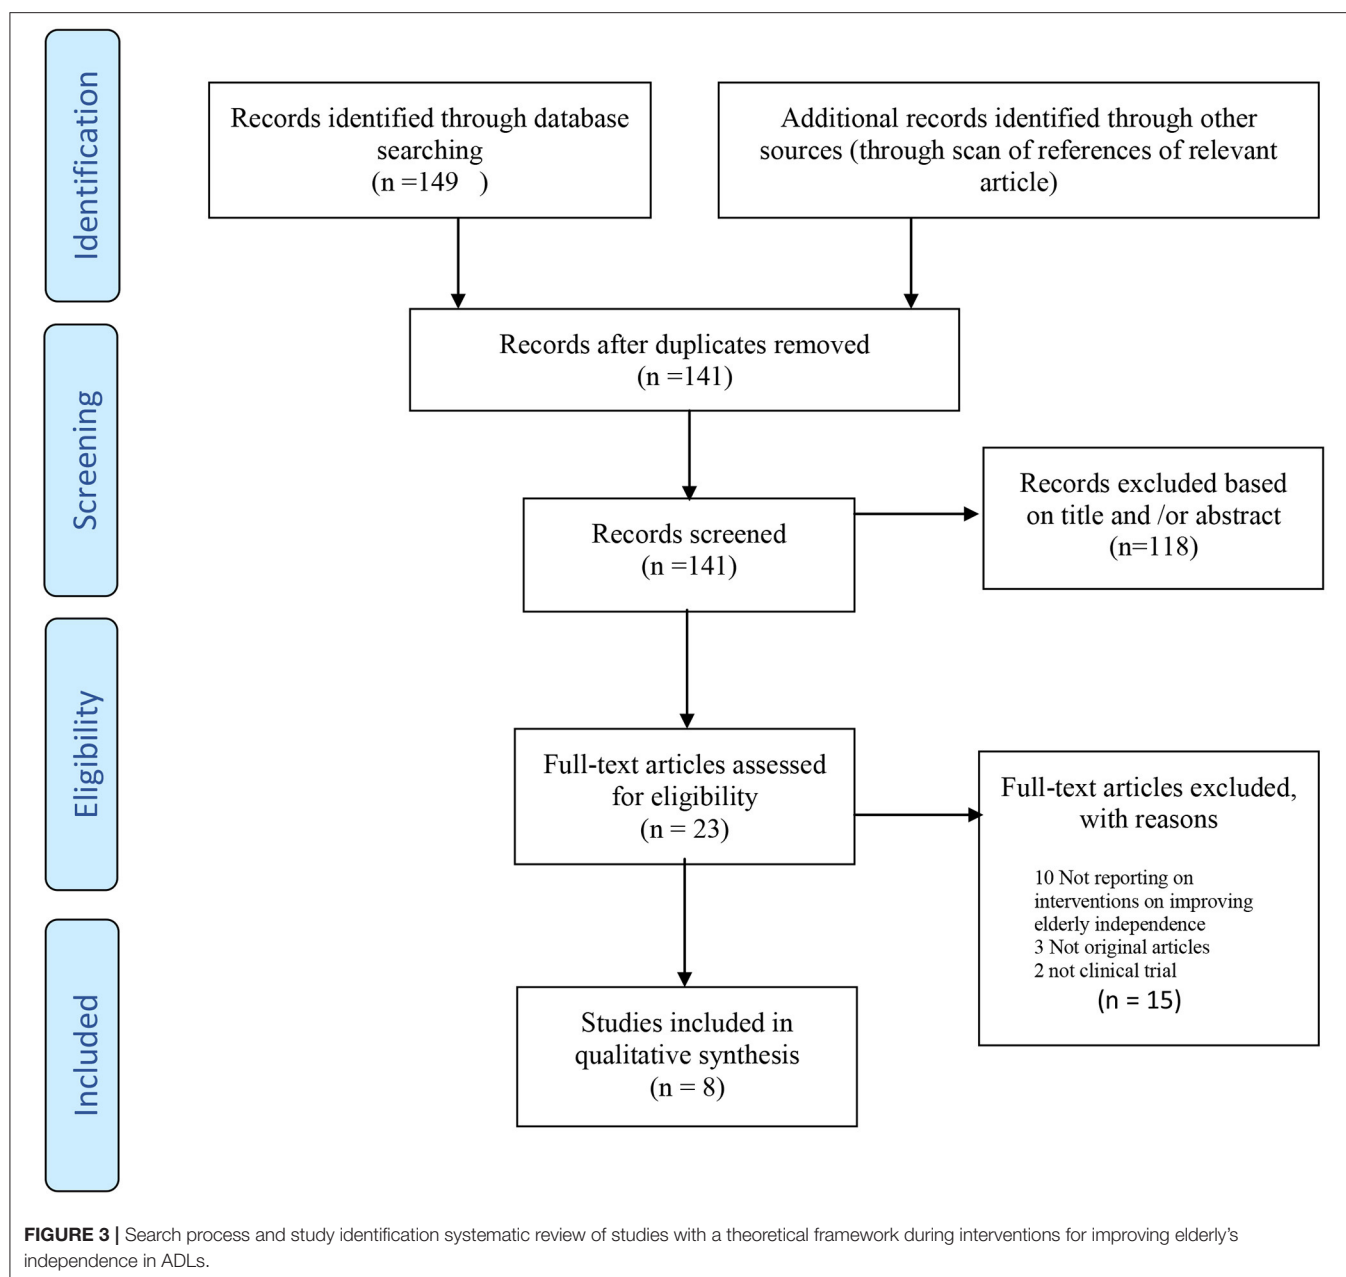 Identification
Records identified through database
searching
(n =149   )
Additional records identified through other
sources (through scan of references of relevant
article)
Screening
Records after duplicates removed
(n =141)
Records screened
(n =141)
Records excluded based
on title and /or abstract
(n=118)
Eligibility
Full-text articles assessed
for eligibility
(n = 23)
Full-text articles excluded,
with reasons
10 Not reporting on
interventions on improving
elderly independence
3 Not original articles
2 not clinical trial
(n = 15)
Included
Studies included in
qualitative synthesis
(n = 8)
FIGURE 3 | Search process and study identification systematic review of studies with a theoretical framework during interventions for improving elderly's
independence in ADLs.